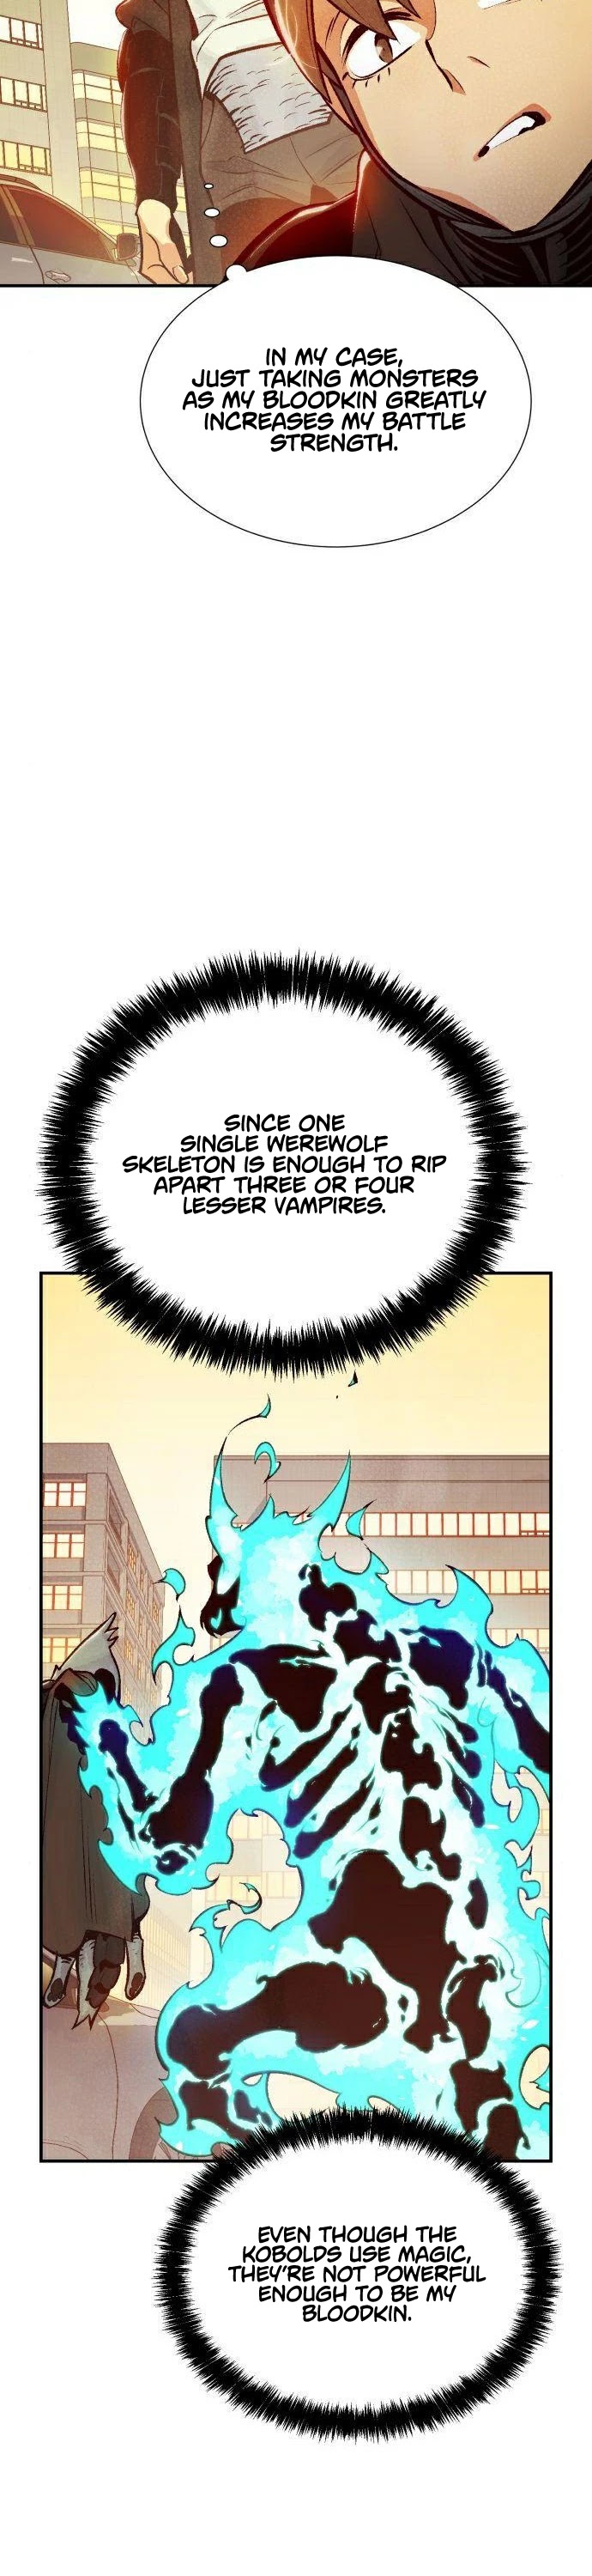 IN MY CASE,
JUST TAKING MONSTERS
AS MY BLOODKIN GREATLY
INCREASES MY BATTLE
STRENGTH.
SINCE ONE
SINGLE WEREWOLF
SKELETON IS ENOUGH TO RIP
APART THREE OR FOUR
LESSER VAMPIRES.
EVEN THOUGH THE
KOBOLDS USE MAGIC,
THEY'RE NOT POWERFUL
ENOUGH TO BE MY
BLOODKIN.